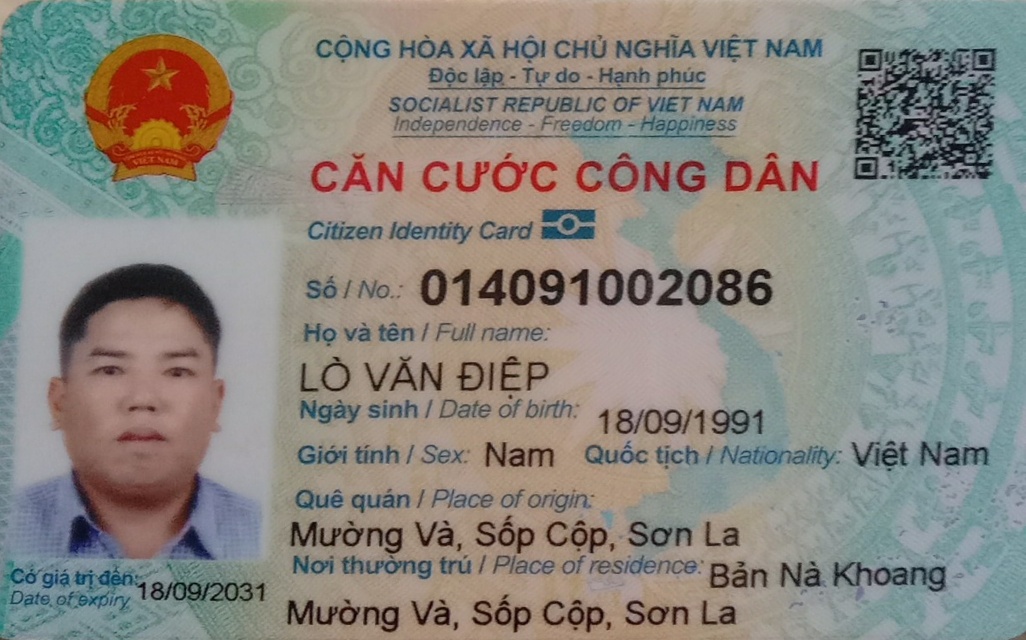 CỘNG HÒA XÃ HỘI CHỦ NGHĨA VIỆT NAM
Độc lập - Tự do - Hạnh phúc
SOCIALIST REPUBLIC OF VIET NAM
Independence - Freedom - Happiness
CĂN CƯỚC CÔNG DÂN
Citizen Identity Card
Số / No.: 014091002086
Họ và tên / Full name:
LÒ VĂN ĐIỆP
Ngày sinh / Date of birth: 18/09/1991
Giới tính / Sex: Nam Quốc tịch / Nationality: Việt Nam
Quê quán / Place of origin:
Mường Và, Sốp Cộp, Sơn La
Nơi thường trú / Place of residence: Bản Nà Khoang
Mường Và, Sốp Cộp, Sơn La
Có giá trị đến: 18/09/2031
Date of expiry
VIỆT NAM